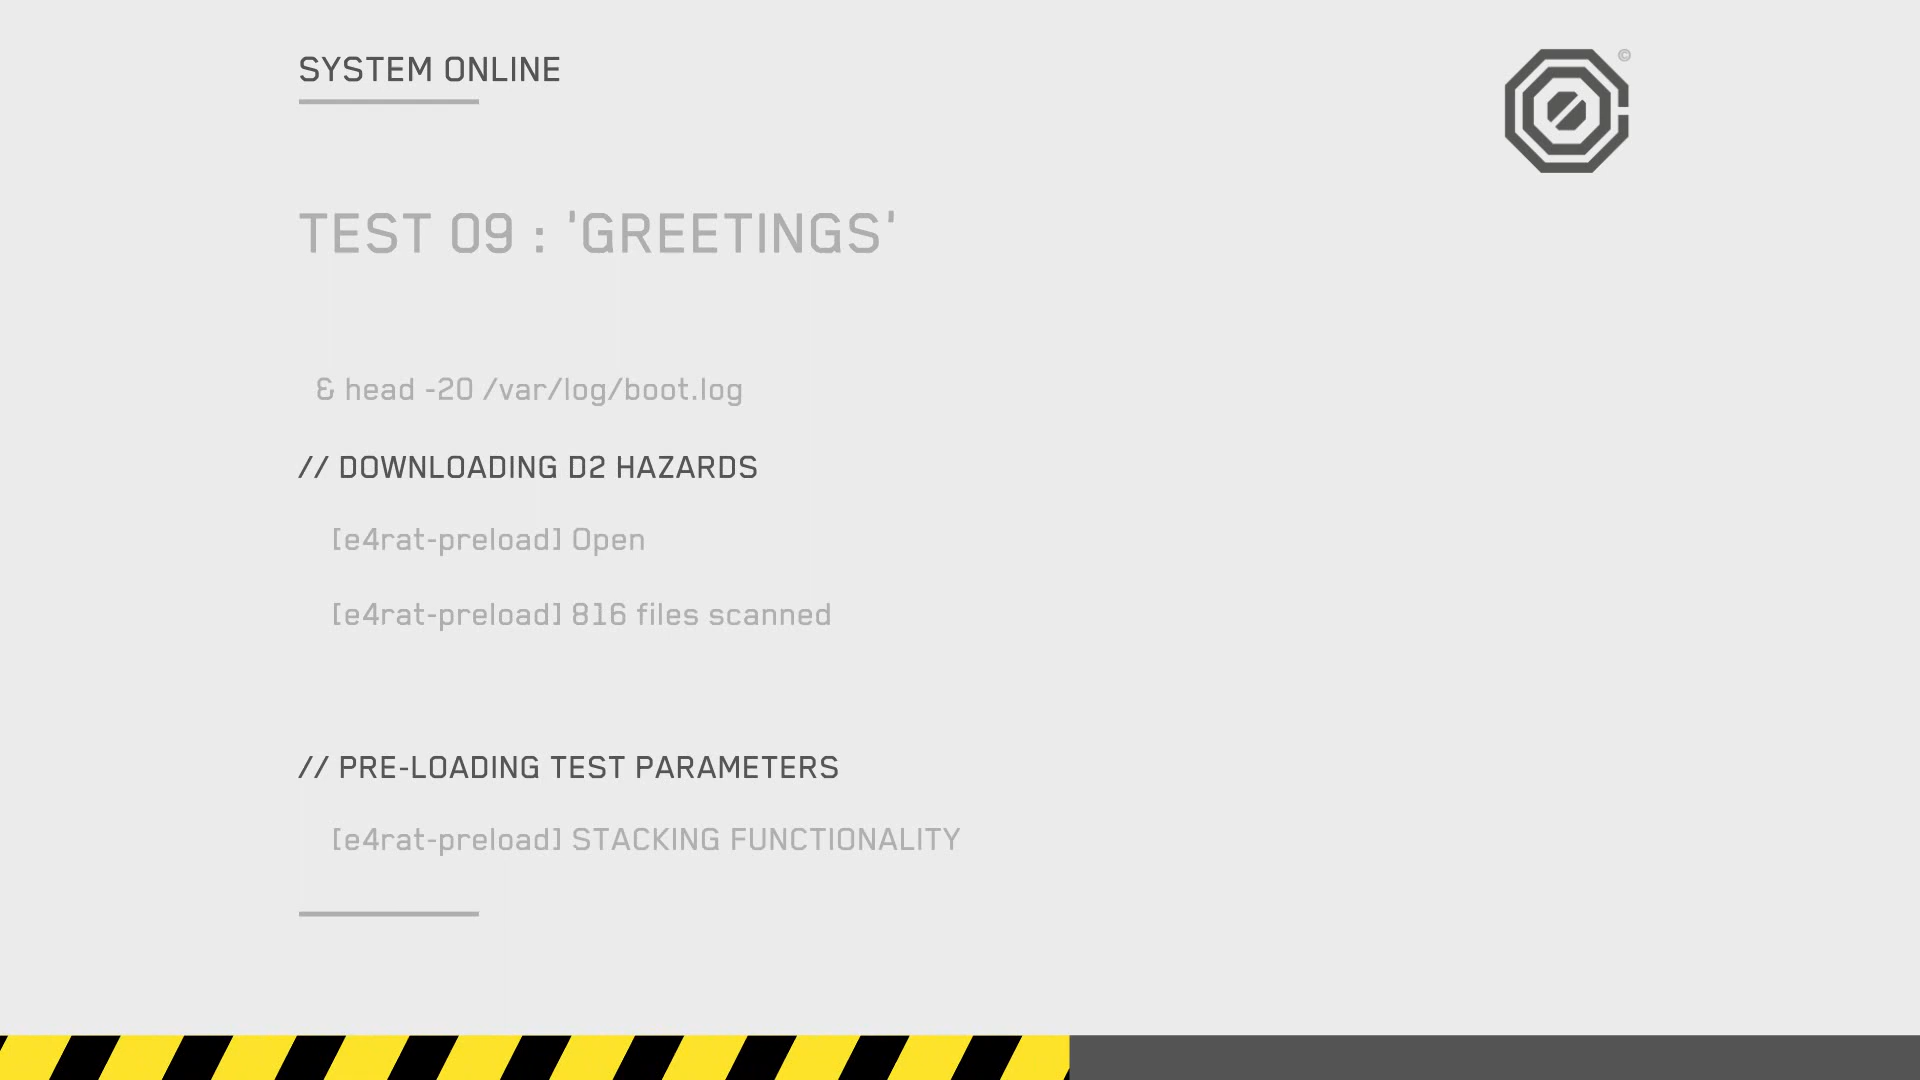 SYSTEM ONLINE
©
TEST 09 : 'GREETINGS'
& head -20 /var/log/boot.log
// DOWNLOADING D2 HAZARDS
[e4rat-preload] Open
[e4rat-preload] 816 files scanned
// PRE-LOADING TEST PARAMETERS
[e4rat-preload] STACKING FUNCTIONALITY